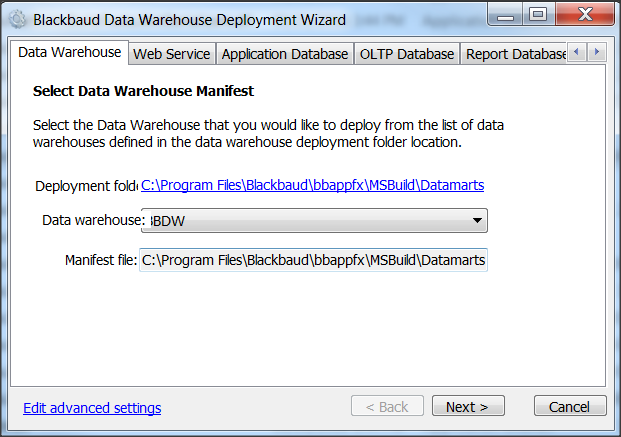 Blackbaud Data Warehouse Deployment Wizard
Data Warehouse Web Service Application Database OLTP Database Report Database
Select Data Warehouse Manifest
Select the Data Warehouse that you would like to deploy from the list of data
warehouses defined in the data warehouse deployment folder location.
Deployment folde C:\Program Files\Blackbaud\bbappfx\MSBuild\Datamarts
Data warehouse: BBDW
Manifest file: C:\Program Files\Blackbaud\bbappfx\MSBuild\Datamarts
Edit advanced settings < Back Next > Cancel